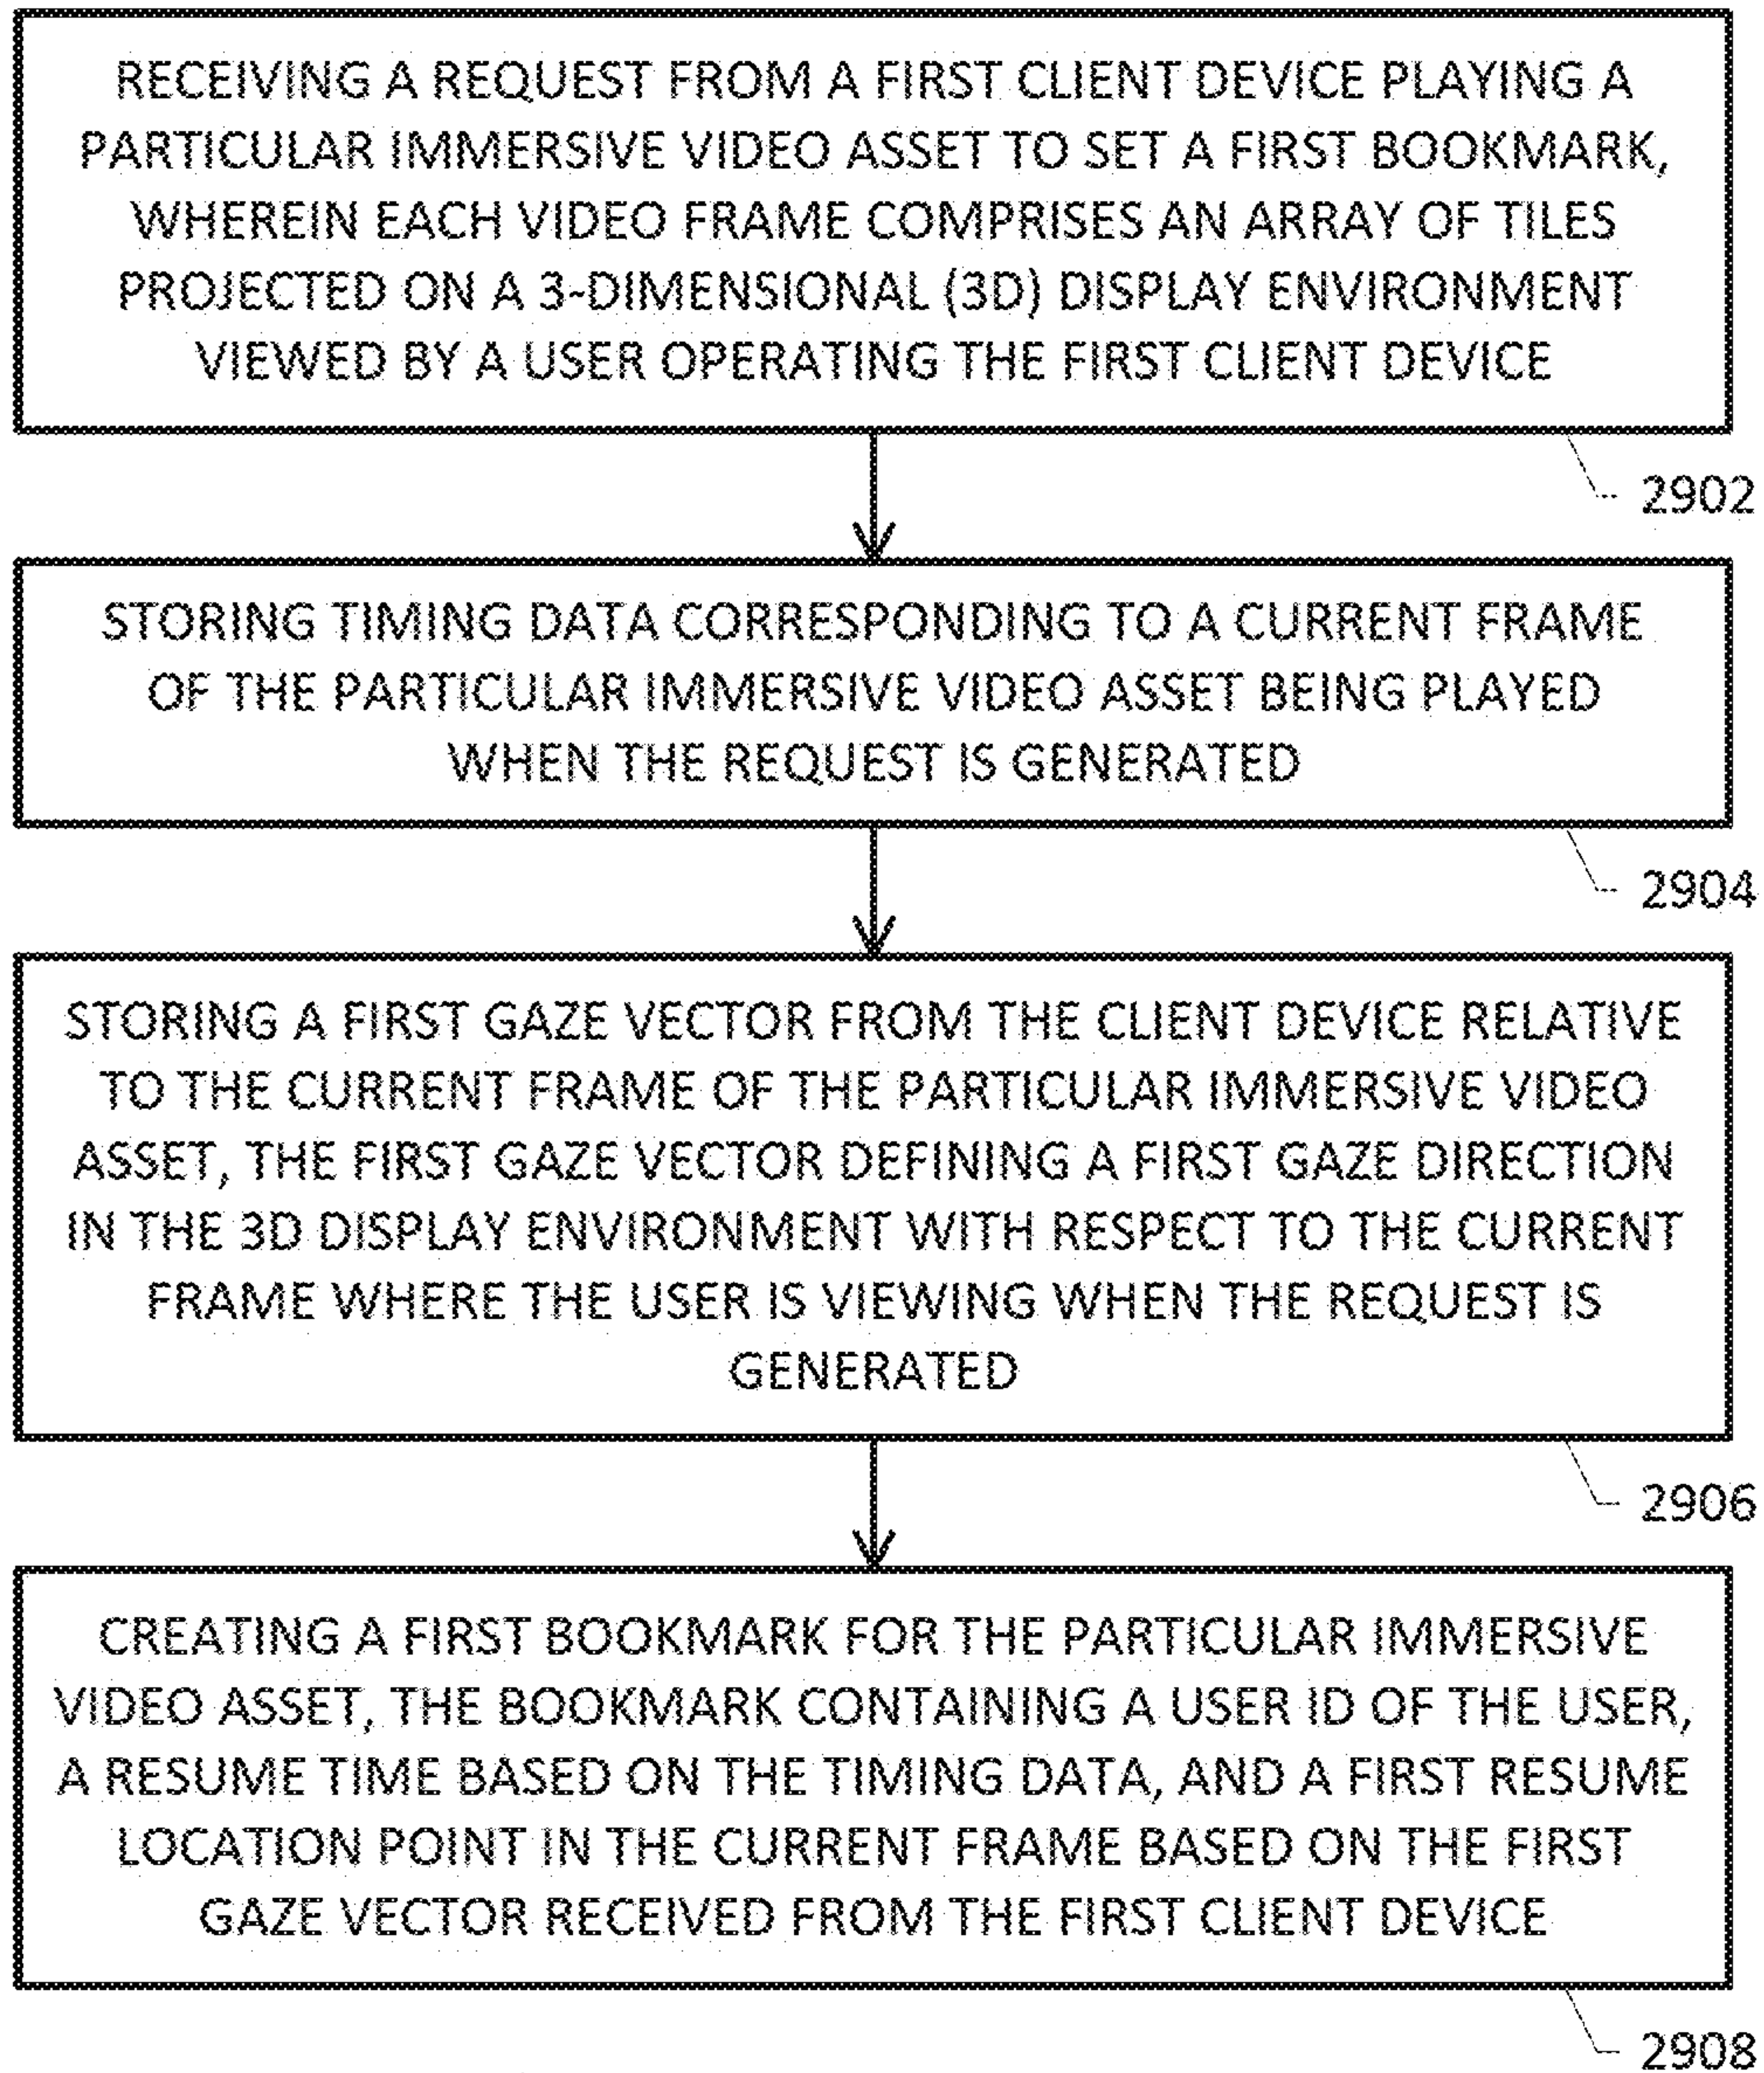 RECEIVING A REQUEST FROM A FIRST CLIENT DEVICE PLAYING A
PARTICULAR IMMERSIVE VIDEO ASSET TO SET A FIRST BOOKMARK,
WHEREIN EACH VIDEO FRAME COMPRISES AN ARRAY OF TILES
PROJECTED ON A 3-DIMENSIONAL (3D) DISPLAY ENVIRONMENT
VIEWED BY A USER OPERATING THE FIRST CLIENT DEVICE
2902
STORING TIMING DATA CORRESPONDING TO A CURRENT FRAME
OF THE PARTICULAR IMMERSIVE VIDEO ASSET BEING PLAYED
WHEN THE REQUEST IS GENERATED
2904
STORING A FIRST GAZE VECTOR FROM THE CLIENT DEVICE RELATIVE
TO THE CURRENT FRAME OF THE PARTICULAR IMMERSIVE VIDEO
ASSET, THE FIRST GAZE VECTOR DEFINING A FIRST GAZE DIRECTION
IN THE 3D DISPLAY ENVIRONMENT WITH RESPECT TO THE CURRENT
FRAME WHERE THE USER IS VIEWING WHEN THE REQUEST IS
GENERATED
2906
CREATING A FIRST BOOKMARK FOR THE PARTICULAR IMMERSIVE
VIDEO ASSET, THE BOOKMARK CONTAINING A USER ID OF THE USER,
A RESUME TIME BASED ON THE TIMING DATA, AND A FIRST RESUME
LOCATION POINT IN THE CURRENT FRAME BASED ON THE FIRST
GAZE VECTOR RECEIVED FROM THE FIRST CLIENT DEVICE
2908